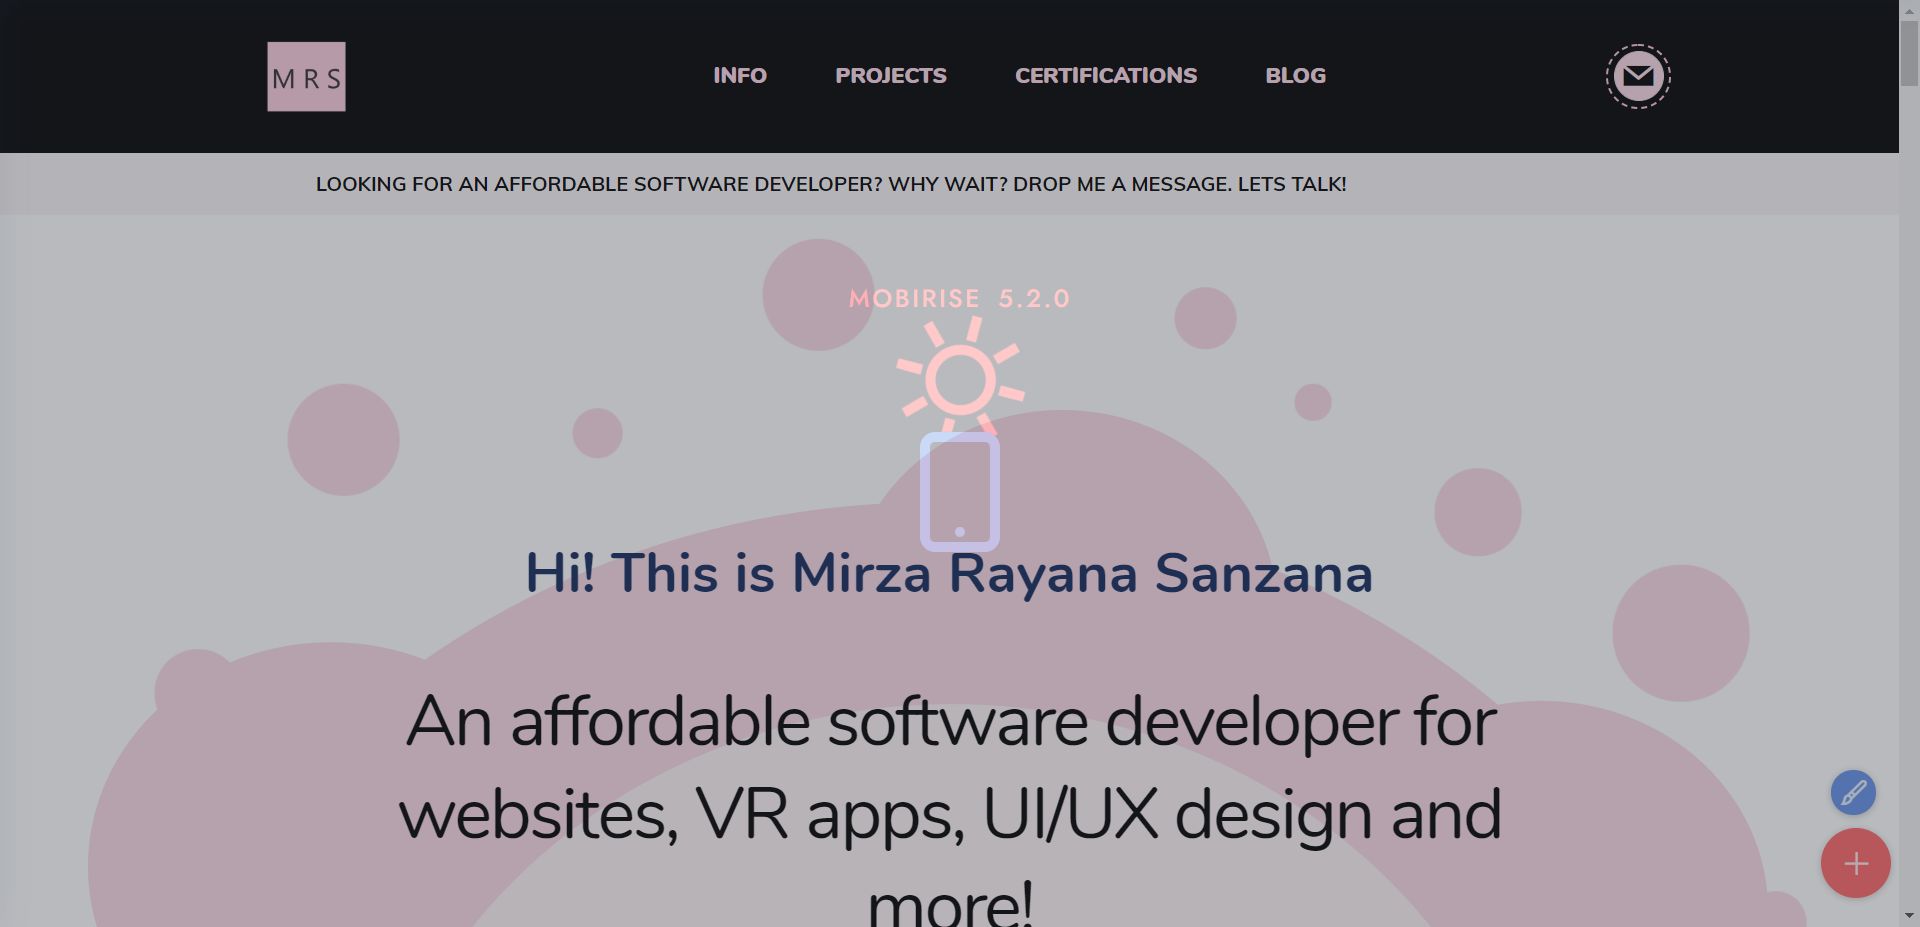 M R S
INFO
PROJECTS
CERTIFICATIONS
BLOG
LOOKING FOR AN AFFORDABLE SOFTWARE DEVELOPER? WHY WAIT? DROP ME A MESSAGE. LETS TALK!
MOBIRISE 5.2.0
Hi! This is Mirza Rayana Sanzana
An affordable software developer for
websites, VR apps, UI/UX design and
more!